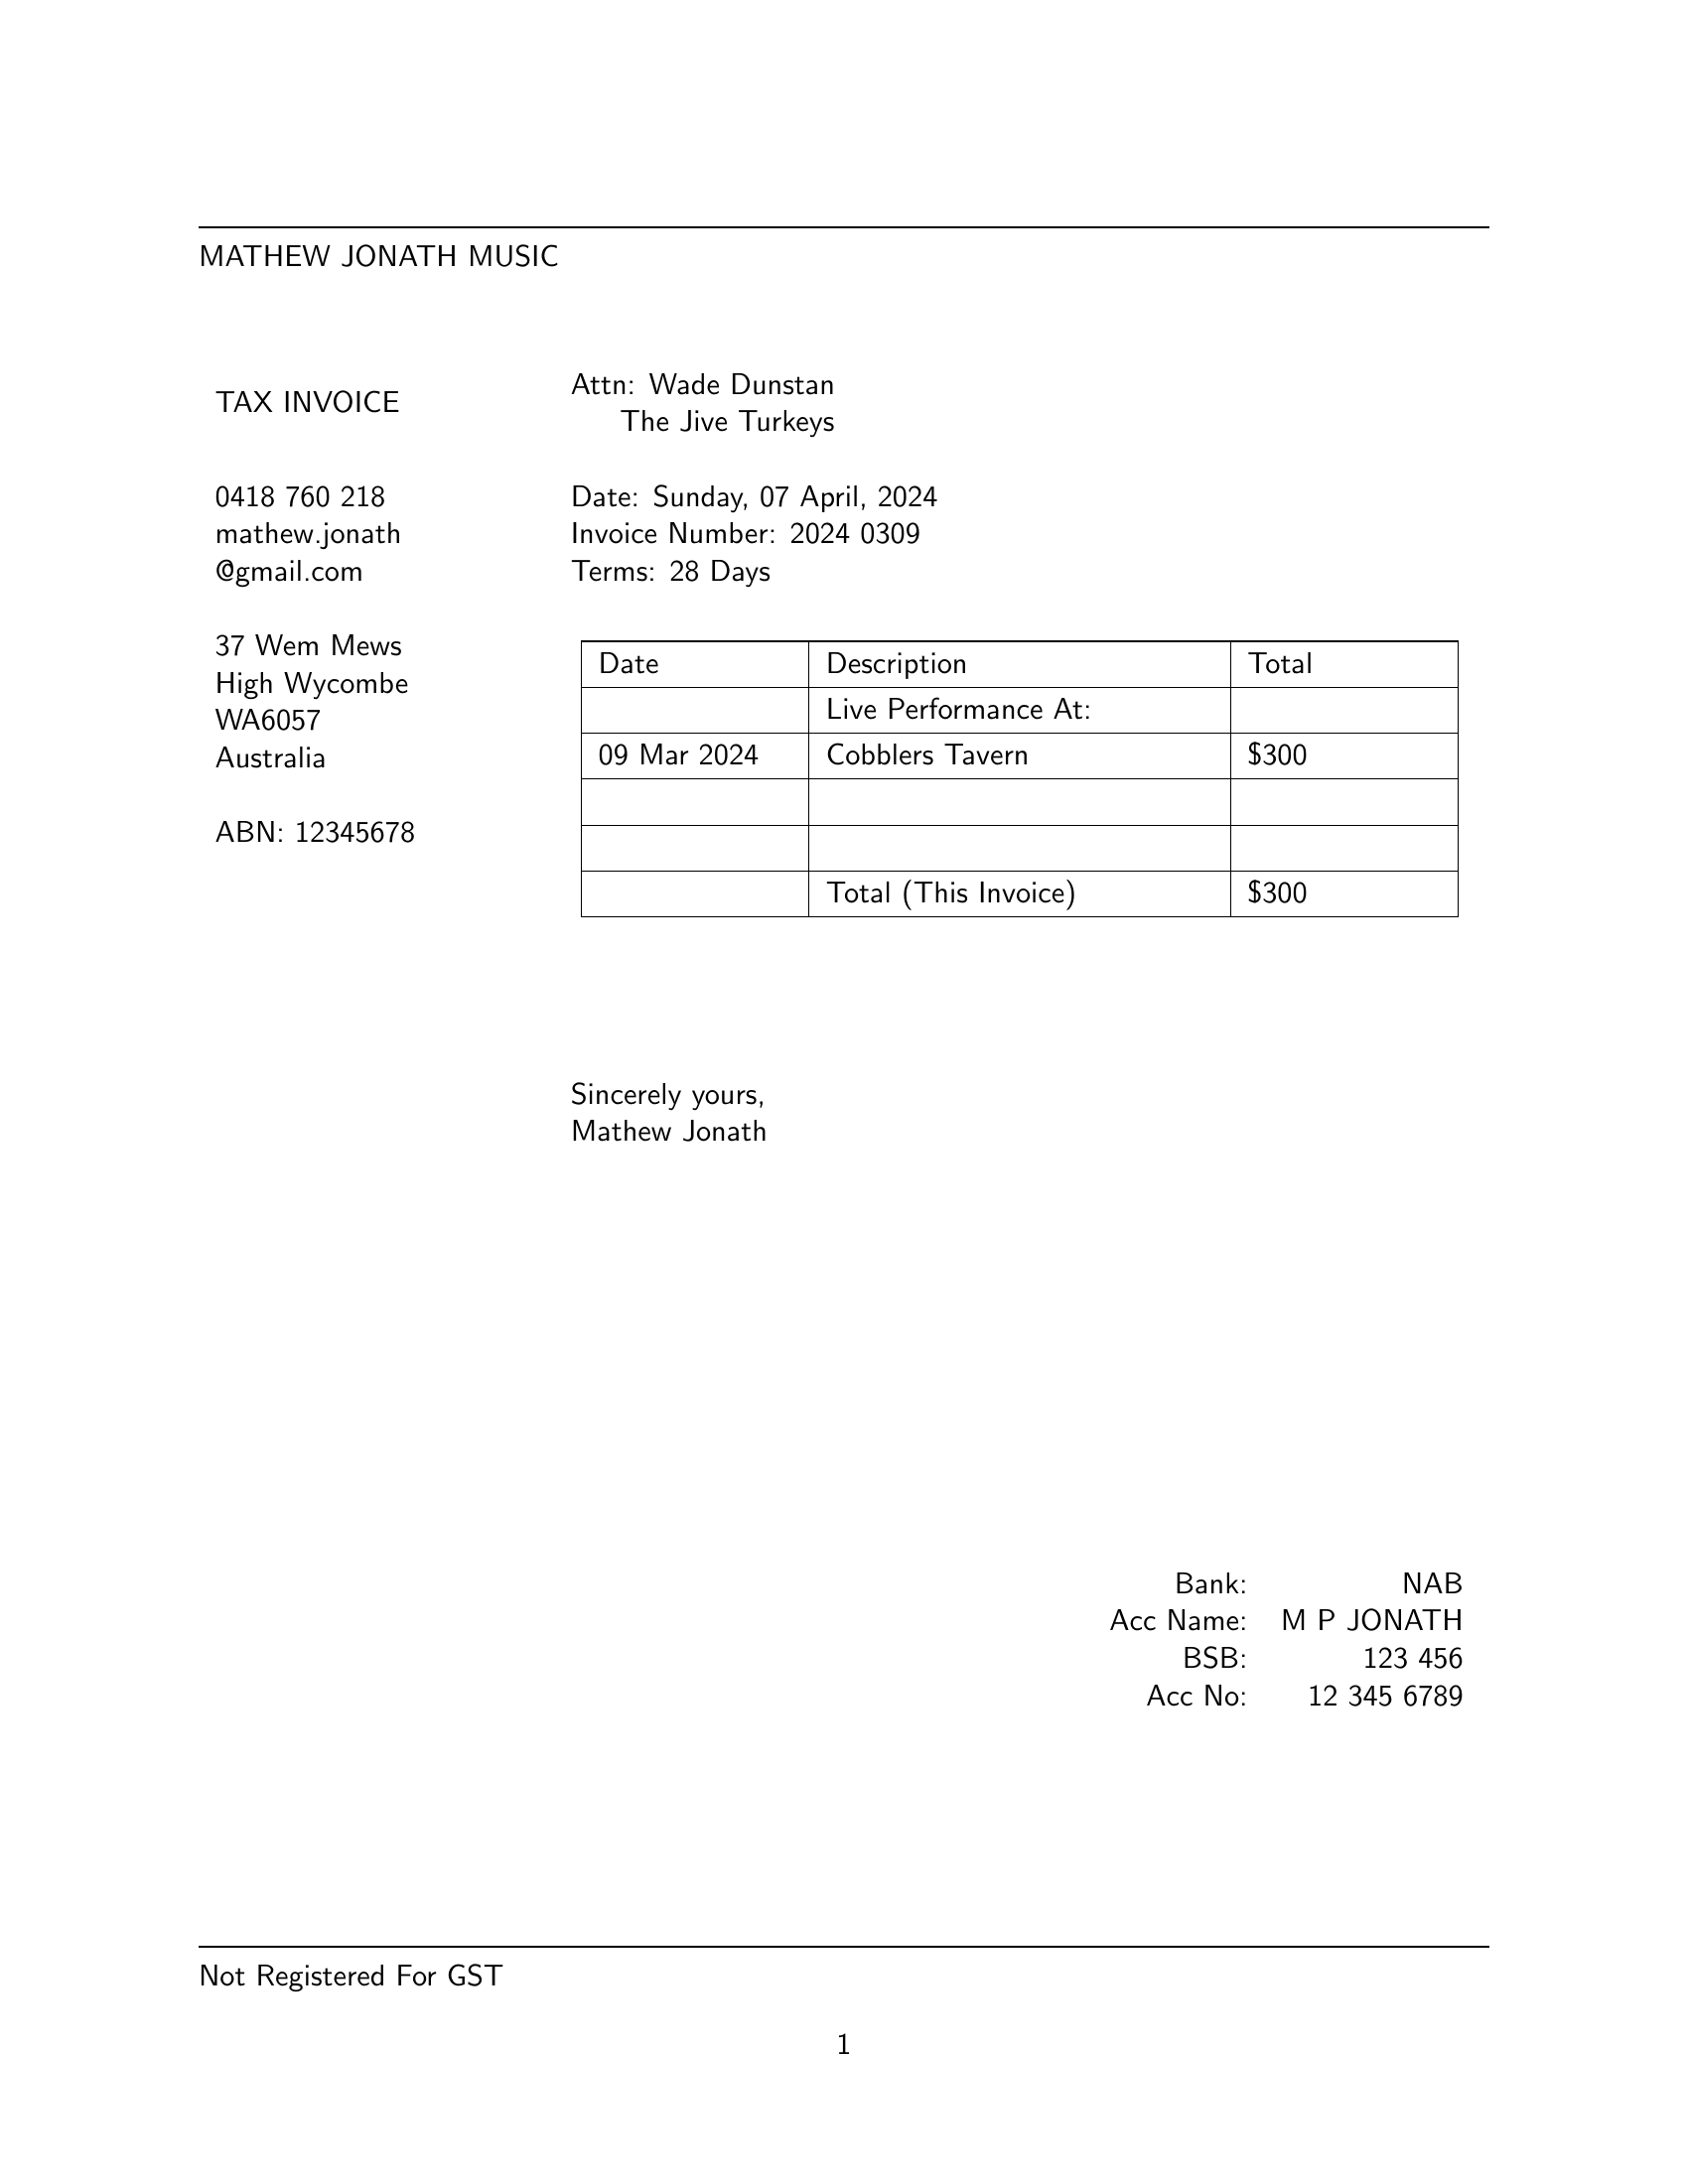 MATHEW JONATH MUSIC
TAX INVOICE
Attn: Wade Dunstan
The Jive Turkeys
0418 760 218
mathew.jonath
@gmail.com
37 Wem Mews
High Wycombe
WA6057
Australia
ABN: 12345678
Date: Sunday, 07 April, 2024
Invoice Number: 2024 0309
Terms: 28 Days
Date Description Total
Live Performance At:
09 Mar 2024 Cobblers Tavern $300
Total (This Invoice) $300
Sincerely yours,
Mathew Jonath
Bank: NAB
Acc Name: M P JONATH
BSB: 123 456
Acc No: 12 345 6789
Not Registered For GST
1